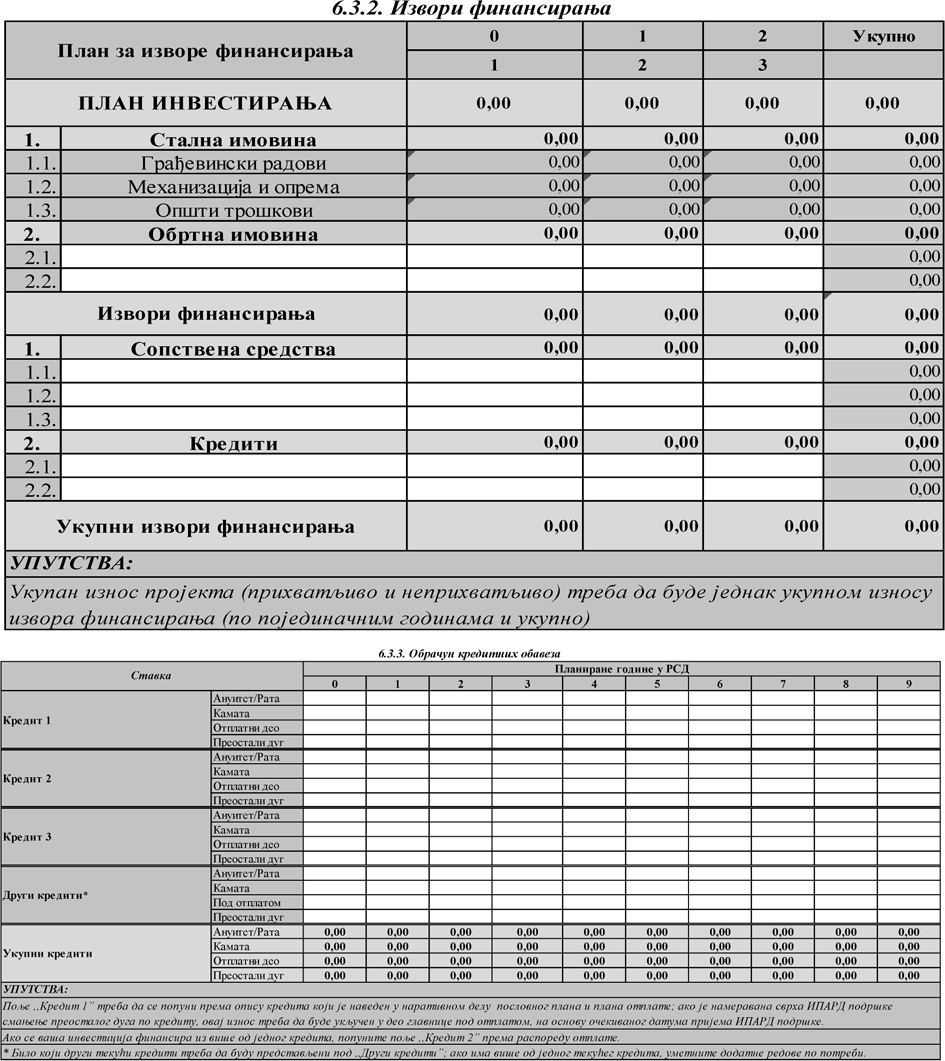 6.3.2. Извори финансирања
План за изворе финансирања 0 1 2 Укупно
1 2 3
ПЛАН ИНВЕСТИРАЊА 0,00 0,00 0,00 0,00
1. Стална имовина 0,00 0,00 0,00 0,00
1.1. Грађевински радови 0,00 0,00 0,00 0,00
1.2. Механизација и опрема 0,00 0,00 0,00 0,00
1.3. Општи трошкови 0,00 0,00 0,00 0,00
2. Обртна имовина 0,00 0,00 0,00 0,00
2.1. 0,00
2.2. 0,00
Извори финансирања 0,00 0,00 0,00 0,00
1. Сопствена средства 0,00 0,00 0,00 0,00
1.1. 0,00
1.2. 0,00
1.3. 0,00
2. Кредити 0,00 0,00 0,00 0,00
2.1. 0,00
2.2. 0,00
Укупни извори финансирања 0,00 0,00 0,00 0,00
УПУТСТВА:
Укупан износ пројекта (прихватљиво и неприхватљиво) треба да буде једнак укупном износу
извора финансирања (по појединачним годинама и укупно)
6.3.3. Обрачун кредитних обавеза
Ставка Планиране године у РСД
0 1 2 3 4 5 6 7 8 9
Кредит 1 Ануитет/Рата
Камата
Отплатни део
Преостали дуг
Кредит 2 Ануитет/Рата
Камата
Отплатни део
Преостали дуг
Кредит 3 Ануитет/Рата
Камата
Отплатни део
Преостали дуг
Други кредити* Ануитет/Рата
Камата
Под отплатом
Преостали дуг
Укупни кредити Ануитет/Рата 0,00 0,00 0,00 0,00 0,00 0,00 0,00 0,00 0,00 0,00
Камата 0,00 0,00 0,00 0,00 0,00 0,00 0,00 0,00 0,00 0,00
Отплатни део 0,00 0,00 0,00 0,00 0,00 0,00 0,00 0,00 0,00 0,00
Преостали дуг 0,00 0,00 0,00 0,00 0,00 0,00 0,00 0,00 0,00 0,00
УПУТСТВА:
Поље ,,Кредит 1” треба да се попуни према опису кредита који је наведен у наративном делу пословног плана и плана отплате; ако је намеравана сврха ИПАРД подршке
смањење преосталог дуга по кредиту, овај износ треба да буде укључен у део главнице под отплатом, на основу очекиваног датума пријема ИПАРД подршке.
Ако се ваша инвестиција финансира из више од једног кредита, попуните поље ,,Кредит 2” према распореду отплате.
* Било који други текући кредити треба да буду представљени под ,,Други кредити”; ако има више од једног текућег кредита, уметните додатне редове по потреби.